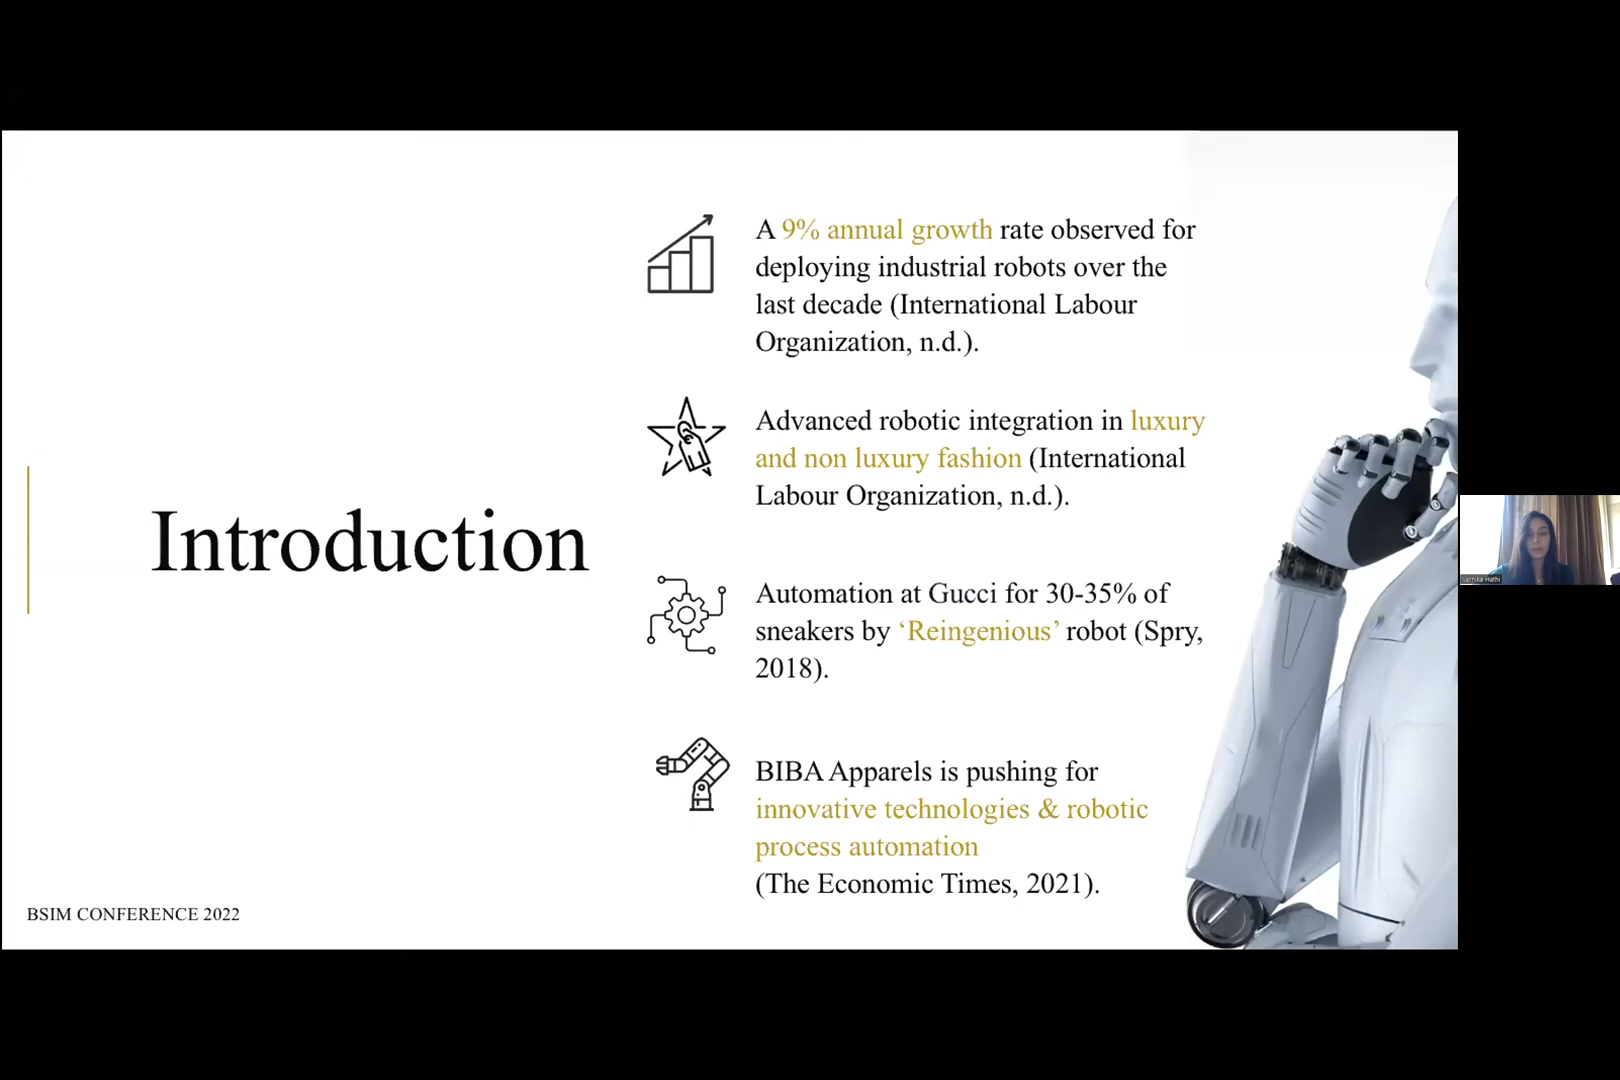 Introduction
A 9% annual growth rate observed for
deploying industrial robots over the
last decade (International Labour
Organization, n.d.).
Advanced robotic integration in luxury
and non luxury fashion (International
Labour Organization, n.d.).
Automation at Gucci for 30-35% of
sneakers by ‘Reingenious’ robot (Spry,
2018).
BIBA Apparels is pushing for
innovative technologies & robotic
process automation
(The Economic Times, 2021).
BSIM CONFERENCE 2022
Varnika Hathi